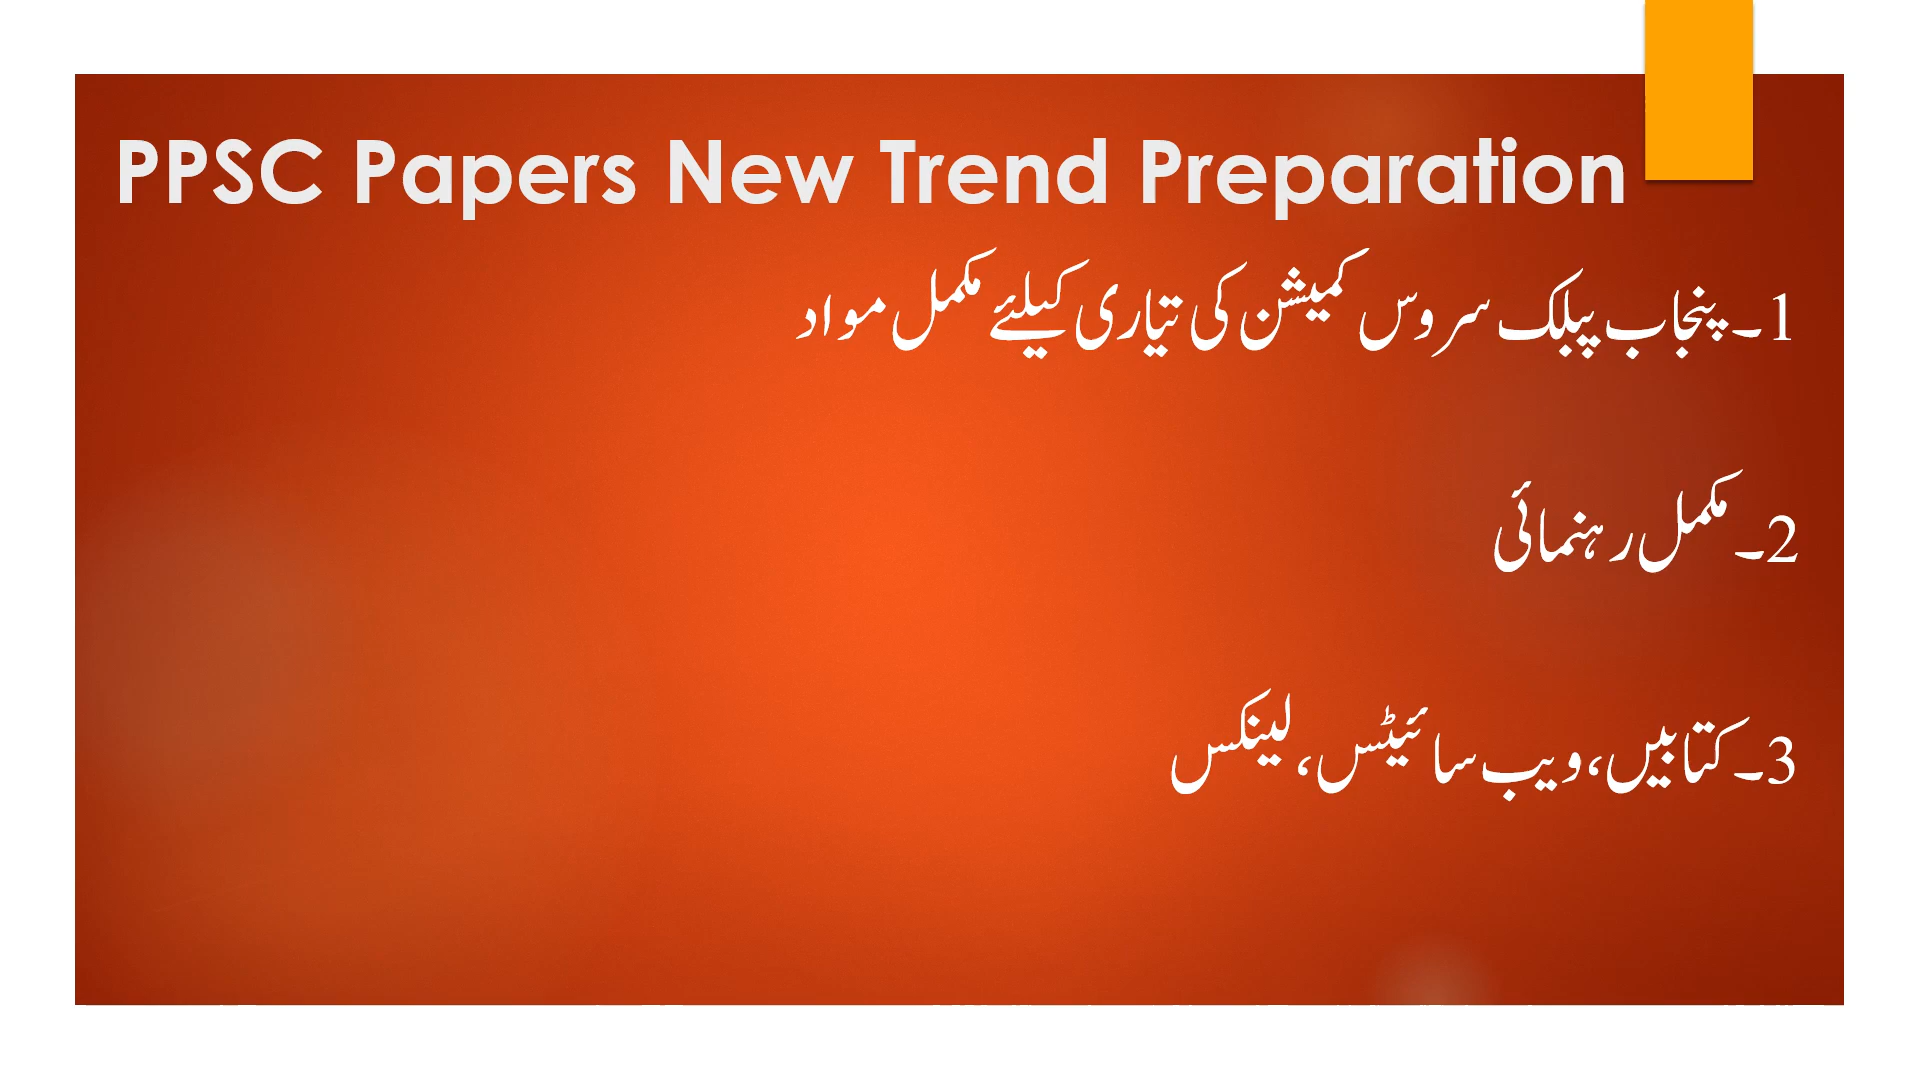 PPSC Papers New Trend Preparation
1۔پنجاب پبلک سروس کمیشن کی تیاری کیلئے مکمل مواد
2۔مکمل رہنمائی
3۔کتابیں،ویب سائیٹس،لینکس